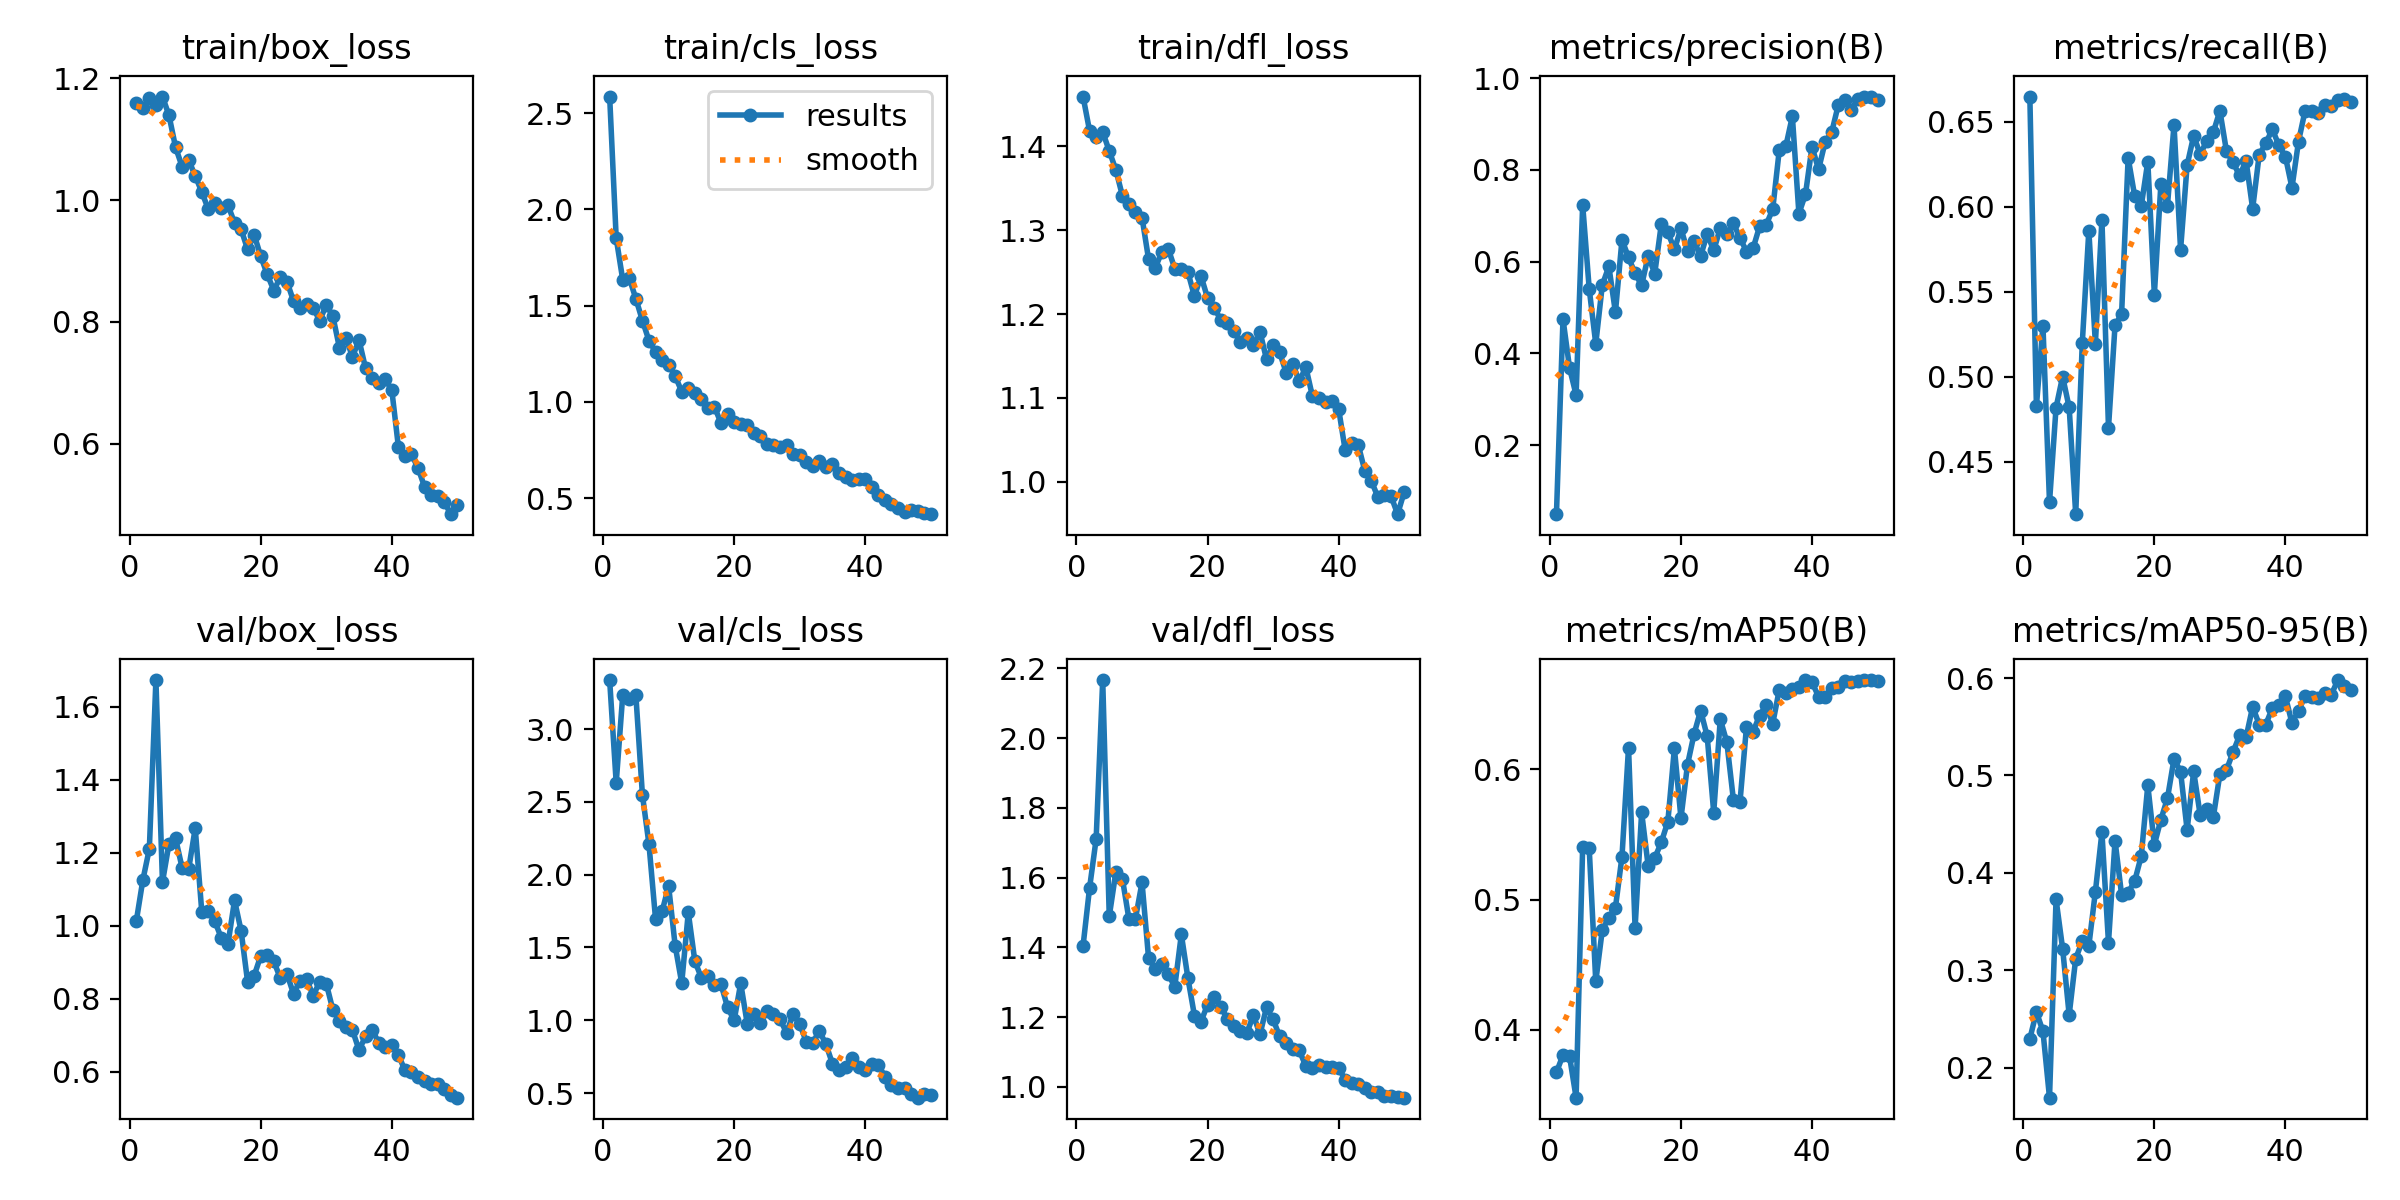 train/box_loss
1.2
1.0
0.8
0.6
0 20 40
train/cls_loss
results
smooth
2.5
2.0
1.5
1.0
0.5
0 20 40
train/dfl_loss
1.4
1.3
1.2
1.1
1.0
0 20 40
metrics/precision(B)
1.0
0.8
0.6
0.4
0.2
0 20 40
metrics/recall(B)
0.65
0.60
0.55
0.50
0.45
0 20 40
val/box_loss
1.6
1.4
1.2
1.0
0.8
0.6
0 20 40
val/cls_loss
3.0
2.5
2.0
1.5
1.0
0.5
0 20 40
val/dfl_loss
2.2
2.0
1.8
1.6
1.4
1.2
1.0
0 20 40
metrics/mAP50(B)
0.6
0.5
0.4
0 20 40
metrics/mAP50-95(B)
0.6
0.5
0.4
0.3
0.2
0 20 40